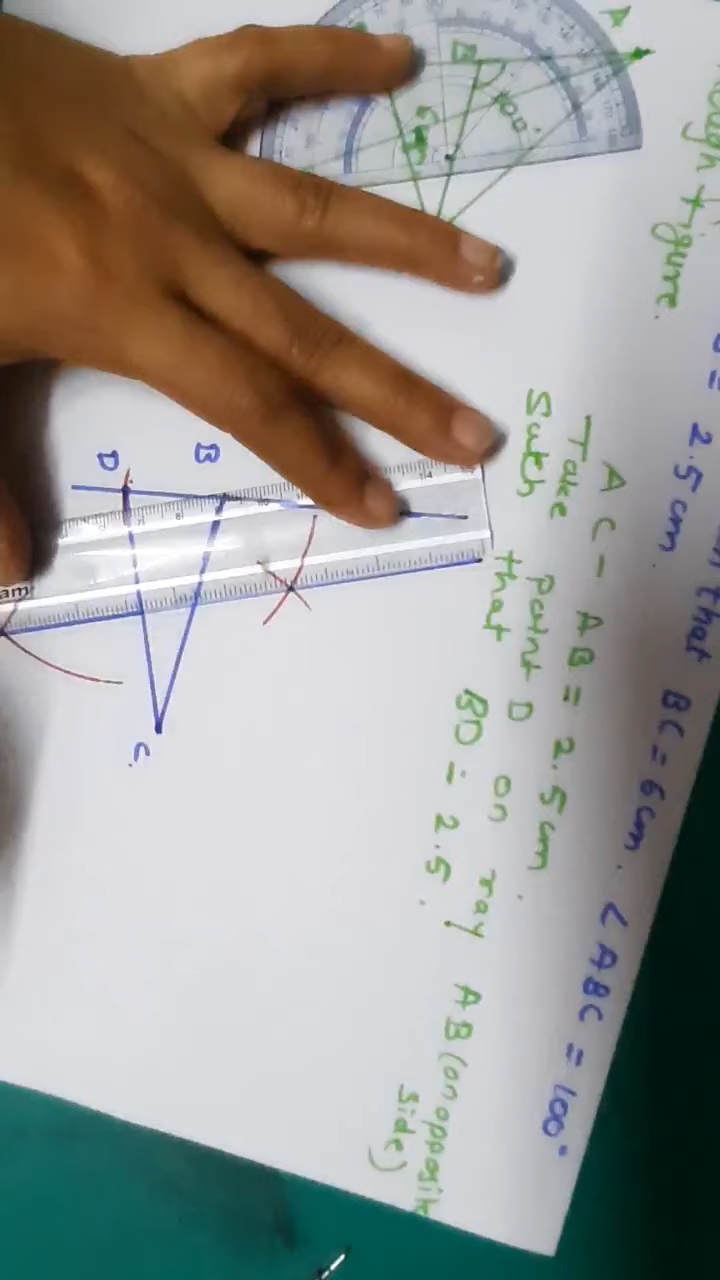 = 2.5 cm that BC = 6 cm. ∠ABC = 100°
figure.
AC - AB = 2.5 cm
Take point D on ray AB (on opposite
Such that BD = 2.5.
side)
A
B
100°
D
B
C.